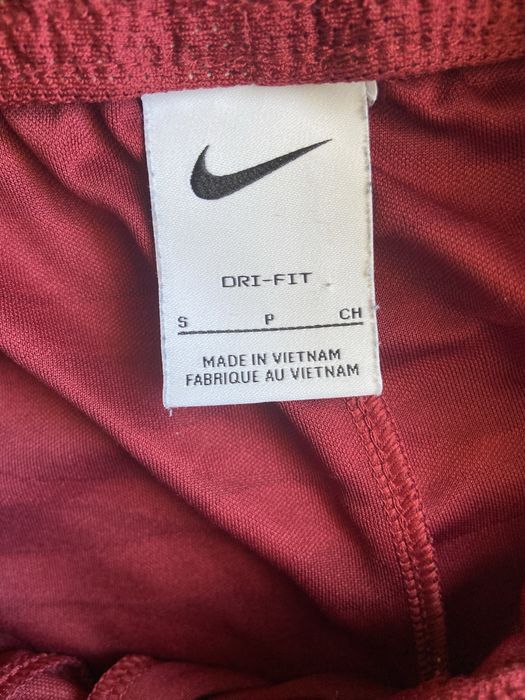 DRI-FIT
S P CH
MADE IN VIETNAM
FABRIQUE AU VIETNAM